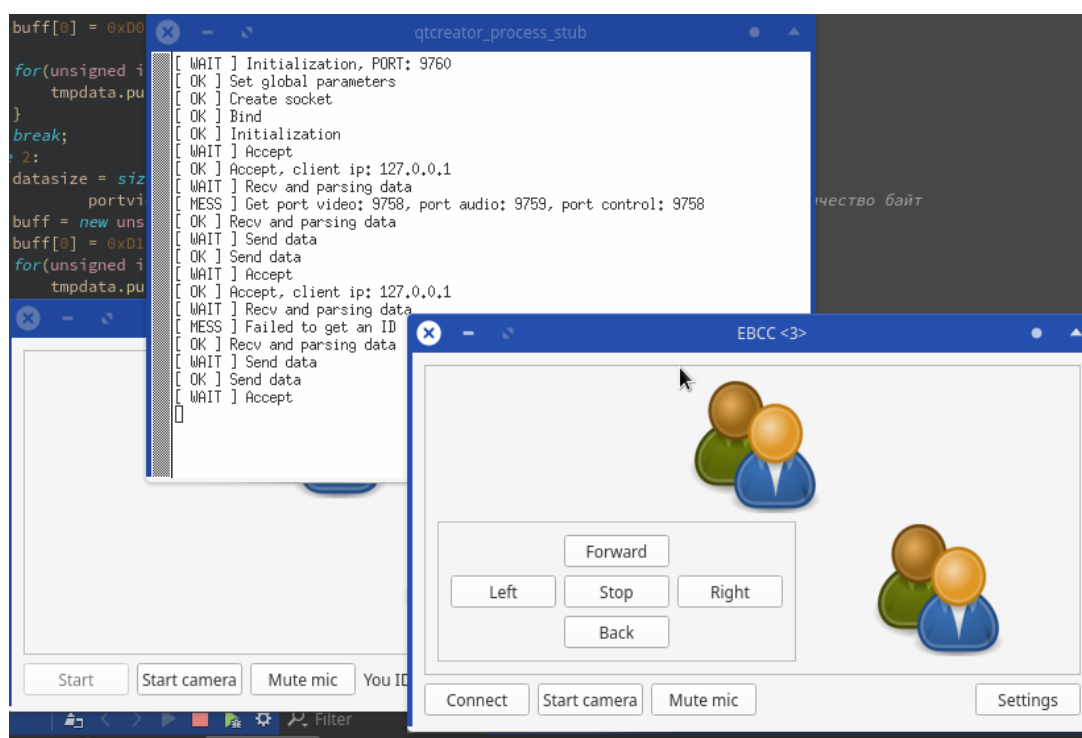 buff[0] = 0xD0
for(unsigned i
tmpdata.pu
}
break;
2:
datasize = siz
portvi
buff = new uns
buff[0] = 0xD1
for(unsigned i
tmpdata.pu
чество байт
qtcreator_process_stub
[ WAIT ] Initialization, PORT: 9760
[ OK ] Set global parameters
[ OK ] Create socket
[ OK ] Bind
[ OK ] Initialization
[ WAIT ] Accept
[ OK ] Accept, client ip: 127.0.0.1
[ WAIT ] Recv and parsing data
[ MESS ] Get port video: 9758, port audio: 9759, port control: 9758
[ OK ] Recv and parsing data
[ WAIT ] Send data
[ OK ] Send data
[ WAIT ] Accept
[ OK ] Accept, client ip: 127.0.0.1
[ WAIT ] Recv and parsing data
[ MESS ] Failed to get an ID
[ OK ] Recv and parsing data
[ WAIT ] Send data
[ OK ] Send data
[ WAIT ] Accept
EBCC <3>
Forward
Left Stop Right
Back
Connect Start camera Mute mic Settings
Start Start camera Mute mic You ID
Filter